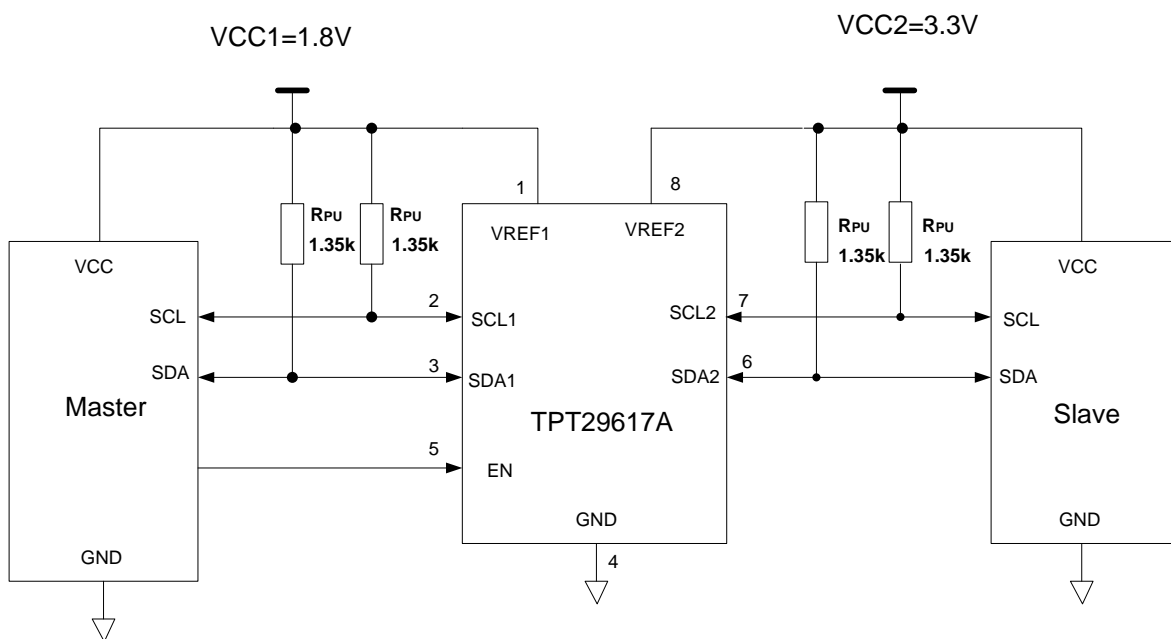 VCC1=1.8V
VCC2=3.3V
1
8
RPU
1.35k
RPU
1.35k
RPU
1.35k
RPU
1.35k
VREF1
VREF2
VCC
VCC
SCL
2
SCL1
SCL2
7
SCL
SDA
3
SDA1
SDA2
6
SDA
Master
TPT29617A
Slave
5
EN
GND
4
GND
GND